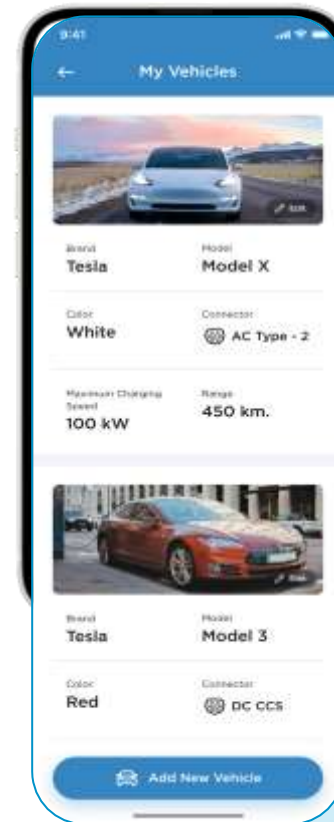 9:41
My Vehicles
Edit
Brand Model
Tesla Model X
Color Connector
White AC Type - 2
Maximum Charging Range
Speed
100 kW 450 km.
Edit
Brand Model
Tesla Model 3
Color Connector
Red DC CCS
Add New Vehicle